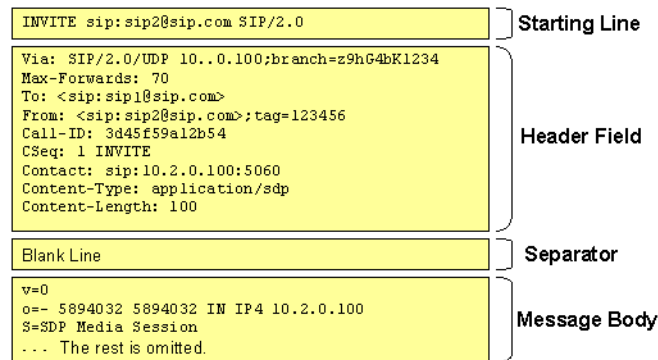 INVITE sip:sip2@sip.com SIP/2.0
Starting Line
Via: SIP/2.0/UDP 10..0.100;branch=z9hG4bK1234
Max-Forwards: 70
To: <sip:sip1@sip.com>
From: <sip:sip2@sip.com>;tag=123456
Call-ID: 3d45f59a12b54
CSeq: 1 INVITE
Contact: sip:10.2.0.100:5060
Content-Type: application/sdp
Content-Length: 100
Header Field
Blank Line
Separator
v=0
o=- 5894032 5894032 IN IP4 10.2.0.100
S=SDP Media Session
... The rest is omitted.
Message Body